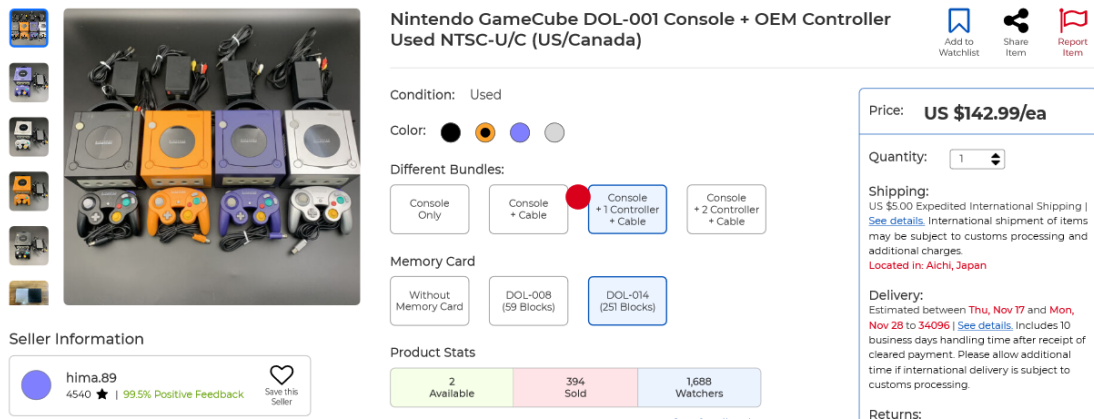 Nintendo GameCube DOL-001 Console + OEM Controller
Used NTSC-U/C (US/Canada)
Add to
Watchlist
Share
Item
Report
Item
Condition: Used
Color:
Different Bundles:
Console
Only
Console
+ Cable
Console
+ 1 Controller
+ Cable
Console
+ 2 Controller
+ Cable
Memory Card
Without
Memory Card
DOL-008
(59 Blocks)
DOL-014
(251 Blocks)
Product Stats
2
Available
394
Sold
1,688
Watchers
Seller Information
hima.89
4540 ★ | 99.5% Positive Feedback
Save this
Seller
Price: US $142.99/ea
Quantity: 1
Shipping:
US $5.00 Expedited International Shipping |
See details. International shipment of items
may be subject to customs processing and
additional charges.
Located in: Aichi, Japan
Delivery:
Estimated between Thu, Nov 17 and Mon,
Nov 28 to 34096 | See details. Includes 10
business days handling time after receipt of
cleared payment. Please allow additional
time if international delivery is subject to
customs processing.
Returns: